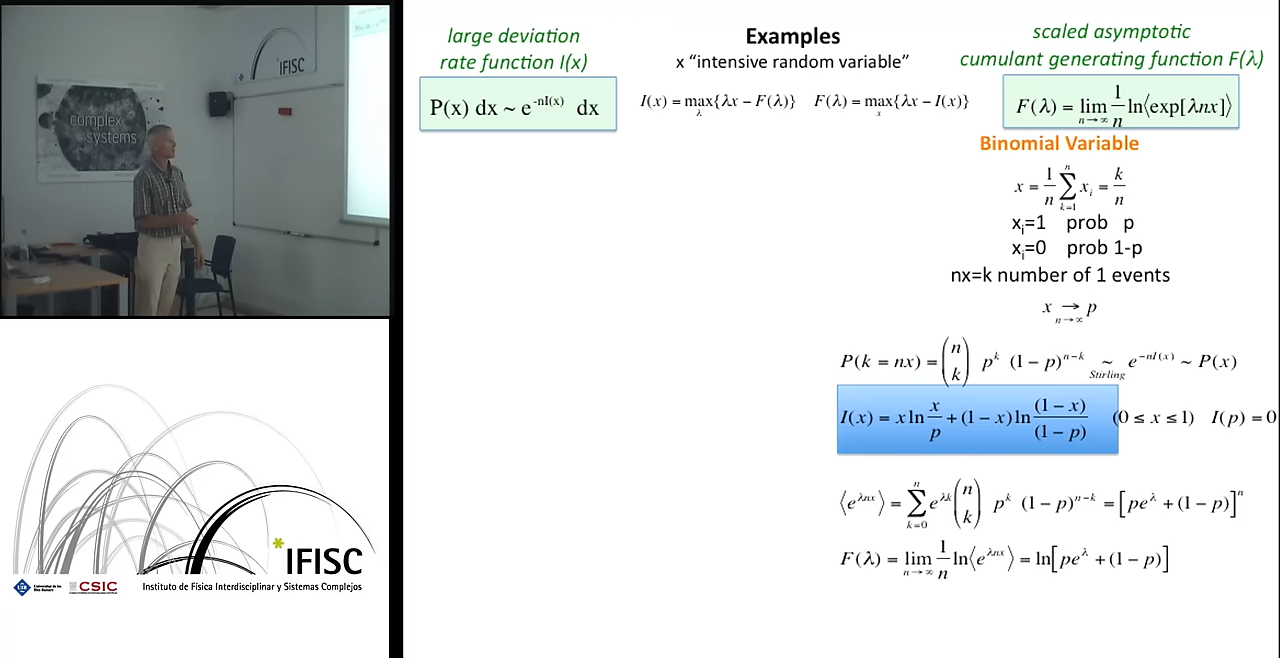 complex
systems
IFISC
*IFISC
CSIC
Instituto de Física Interdisciplinar y Sistemas Complejos
large deviation
rate function I(x)
P(x) dx ~ e^{-nI(x)} dx
Examples
x “intensive random variable”
I(x) = max_λ{λx − F(λ)} F(λ) = max_x{λx − I(x)}
scaled asymptotic
cumulant generating function F(λ)
F(λ) = lim_{n→∞} 1/n ln⟨exp[λnx]⟩
Binomial Variable
x = 1/n ∑_{k=1}^{n} x_i = k/n
x_i=1 prob p
x_i=0 prob 1-p
nx=k number of 1 events
x →_{n→∞} p
P(k = nx) = (n k) p^k (1 − p)^{n−k} ~_{Stirling} e^{−nI(x)} ~ P(x)
I(x) = x ln x/p + (1 − x) ln (1 − x)/(1 − p) (0 ≤ x ≤ 1) I(p) = 0
⟨e^{λnx}⟩ = ∑_{k=0}^{n} e^{λk} (n k) p^k (1 − p)^{n−k} = [pe^λ + (1 − p)]^n
F(λ) = lim_{n→∞} 1/n ln⟨e^{λnx}⟩ = ln[pe^λ + (1 − p)]